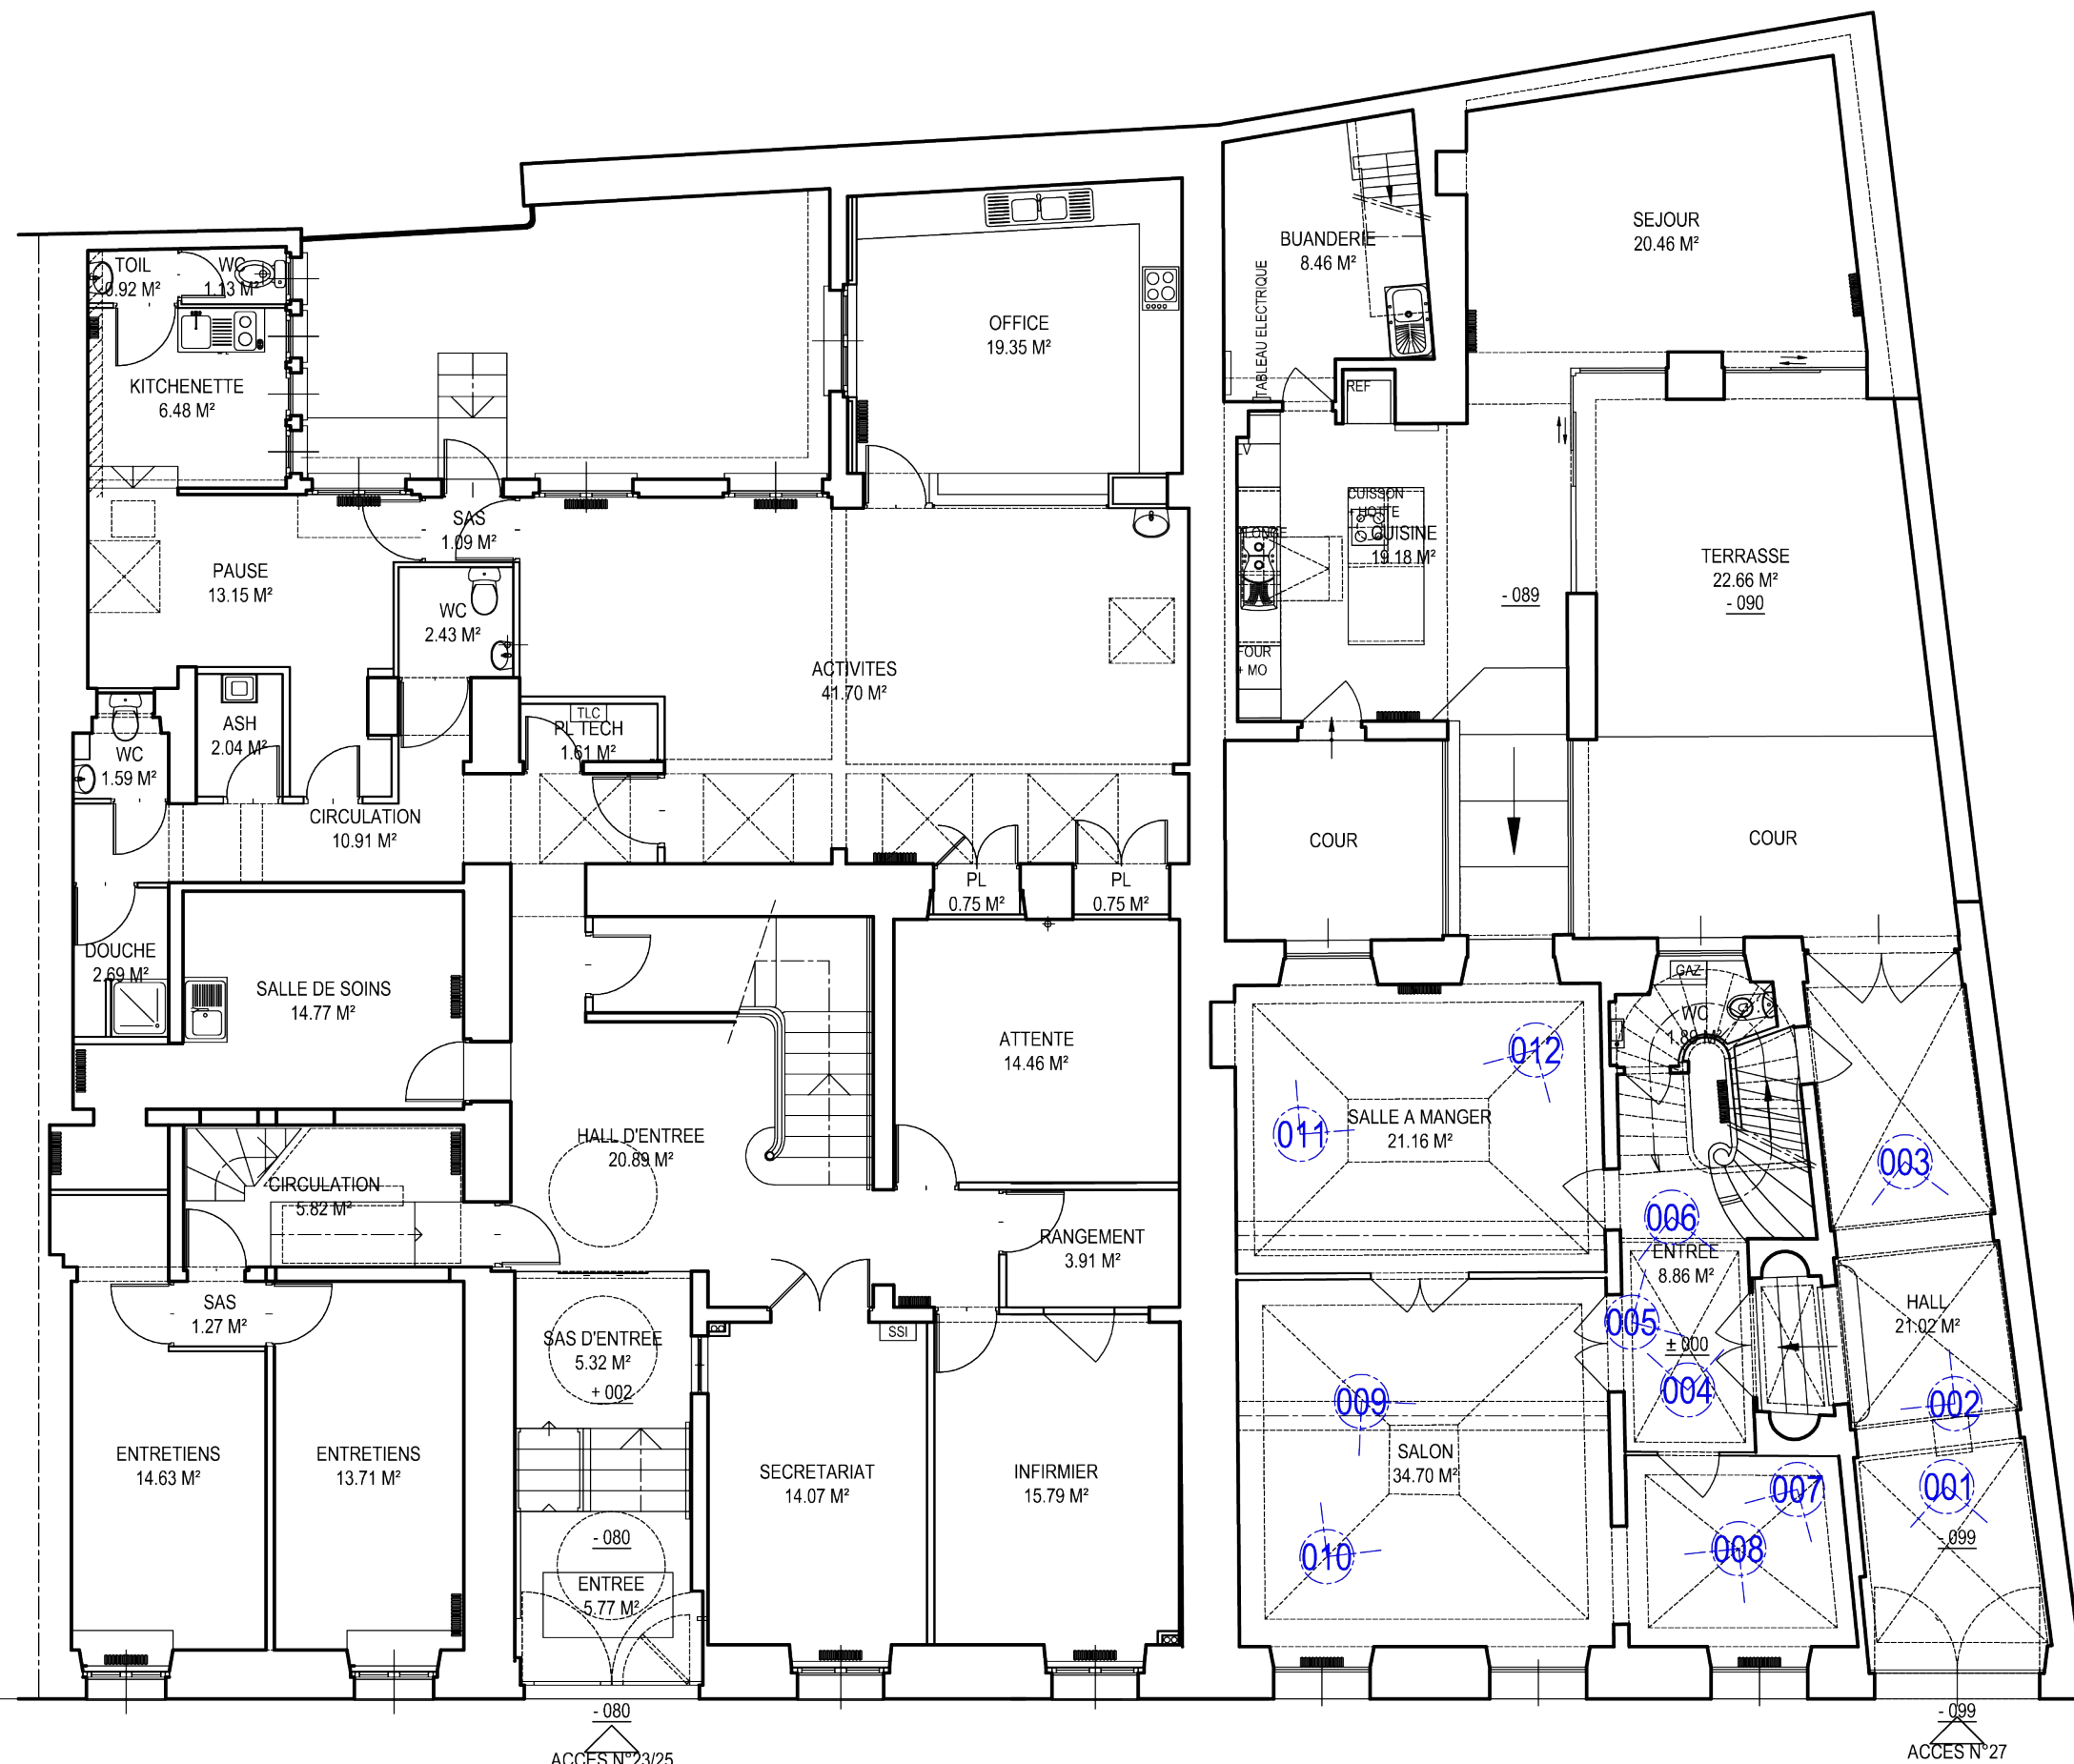 SEJOUR
20.46 M²
BUANDERIE
8.46 M²
TABLEAU ELECTRIQUE
TOIL
0.92 M²
WC
1.13 M²
OFFICE
19.35 M²
KITCHENETTE
6.48 M²
REF
LV
CUISSON
+ HOTTE
PLONGE
CUISINE
19.18 M²
FOUR
+ MO
SAS
1.09 M²
PAUSE
13.15 M²
WC
2.43 M²
TERRASSE
22.66 M²
- 090
- 089
ACTIVITES
41.70 M²
TLC
PL TECH
1.61 M²
ASH
2.04 M²
WC
1.59 M²
CIRCULATION
10.91 M²
COUR
COUR
PL
0.75 M²
PL
0.75 M²
DOUCHE
2.69 M²
SALLE DE SOINS
14.77 M²
ATTENTE
14.46 M²
GAZ
WC
1.89 M²
012
011
SALLE A MANGER
21.16 M²
003
HALL D'ENTREE
20.89 M²
CIRCULATION
5.82 M²
006
RANGEMENT
3.91 M²
ENTREE
8.86 M²
005
± 000
004
HALL
21.02 M²
002
SAS
1.27 M²
SAS D'ENTREE
5.32 M²
+ 002
SSI
009
SALON
34.70 M²
ENTRETIENS
14.63 M²
ENTRETIENS
13.71 M²
SECRETARIAT
14.07 M²
INFIRMIER
15.79 M²
001
007
008
010
- 099
- 080
ENTREE
5.77 M²
- 080
ACCES N°23/25
- 099
ACCES N°27